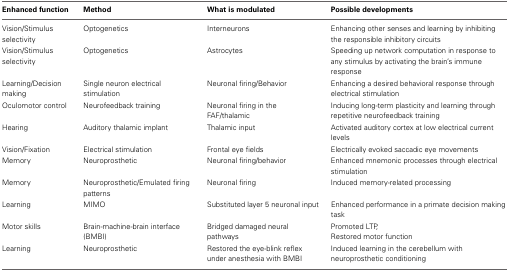 Enhanced function Method What is modulated Possible developments
Vision/Stimulus Optogenetics Interneurons Enhancing other senses and learning by inhibiting
selectivity the responsible inhibitory circuits
Vision/Stimulus Optogenetics Astrocytes Speeding up network computation in response to
selectivity any stimulus by activating the brain's immune
response
Learning/Decision Single neuron electrical Neuronal firing/Behavior Enhancing a desired behavioral response through
making stimulation electrical stimulation
Oculomotor control Neurofeedback training Neuronal firing in the Inducing long-term plasticity and learning through
FAF/thalamic repetitive neurofeedback training
Hearing Auditory thalamic implant Thalamic input Activated auditory cortex at low electrical current
levels
Vision/Fixation Electrical stimulation Frontal eye fields Electrically evoked saccadic eye movements
Memory Neuroprosthetic Neuronal firing/behavior Enhanced mnemonic processes through electrical
stimulation
Memory Neuroprosthetic/Emulated firing Neuronal firing Induced memory-related processing
patterns
Learning MIMO Substituted layer 5 neuronal input Enhanced performance in a primate decision making
task
Motor skills Brain-machine-brain interface Bridged damaged neural Promoted LTP,
(BMBI) pathways Restored motor function
Learning Neuroprosthetic Restored the eye-blink reflex Induced learning in the cerebellum with
under anesthesia with BMBI neuroprosthetic conditioning